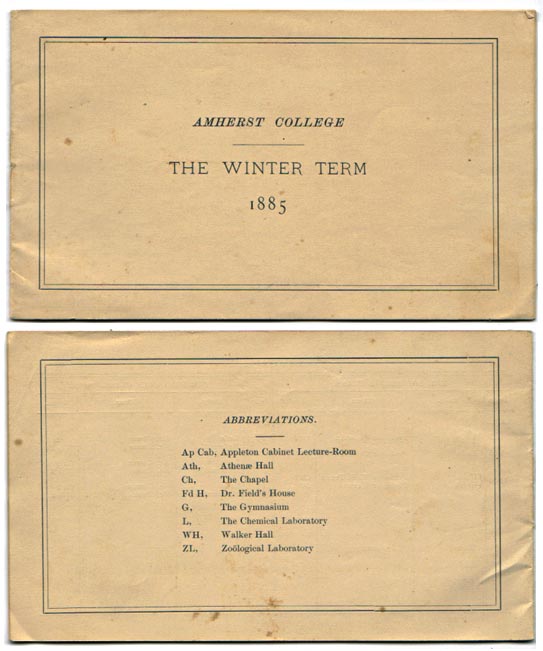 AMHERST COLLEGE
THE WINTER TERM
1885
ABBREVIATIONS.
Ap Cab, Appleton Cabinet Lecture-Room
Ath, Athenæ Hall
Ch, The Chapel
Fd H, Dr. Field's House
G, The Gymnasium
L, The Chemical Laboratory
WH, Walker Hall
ZL, Zoölogical Laboratory